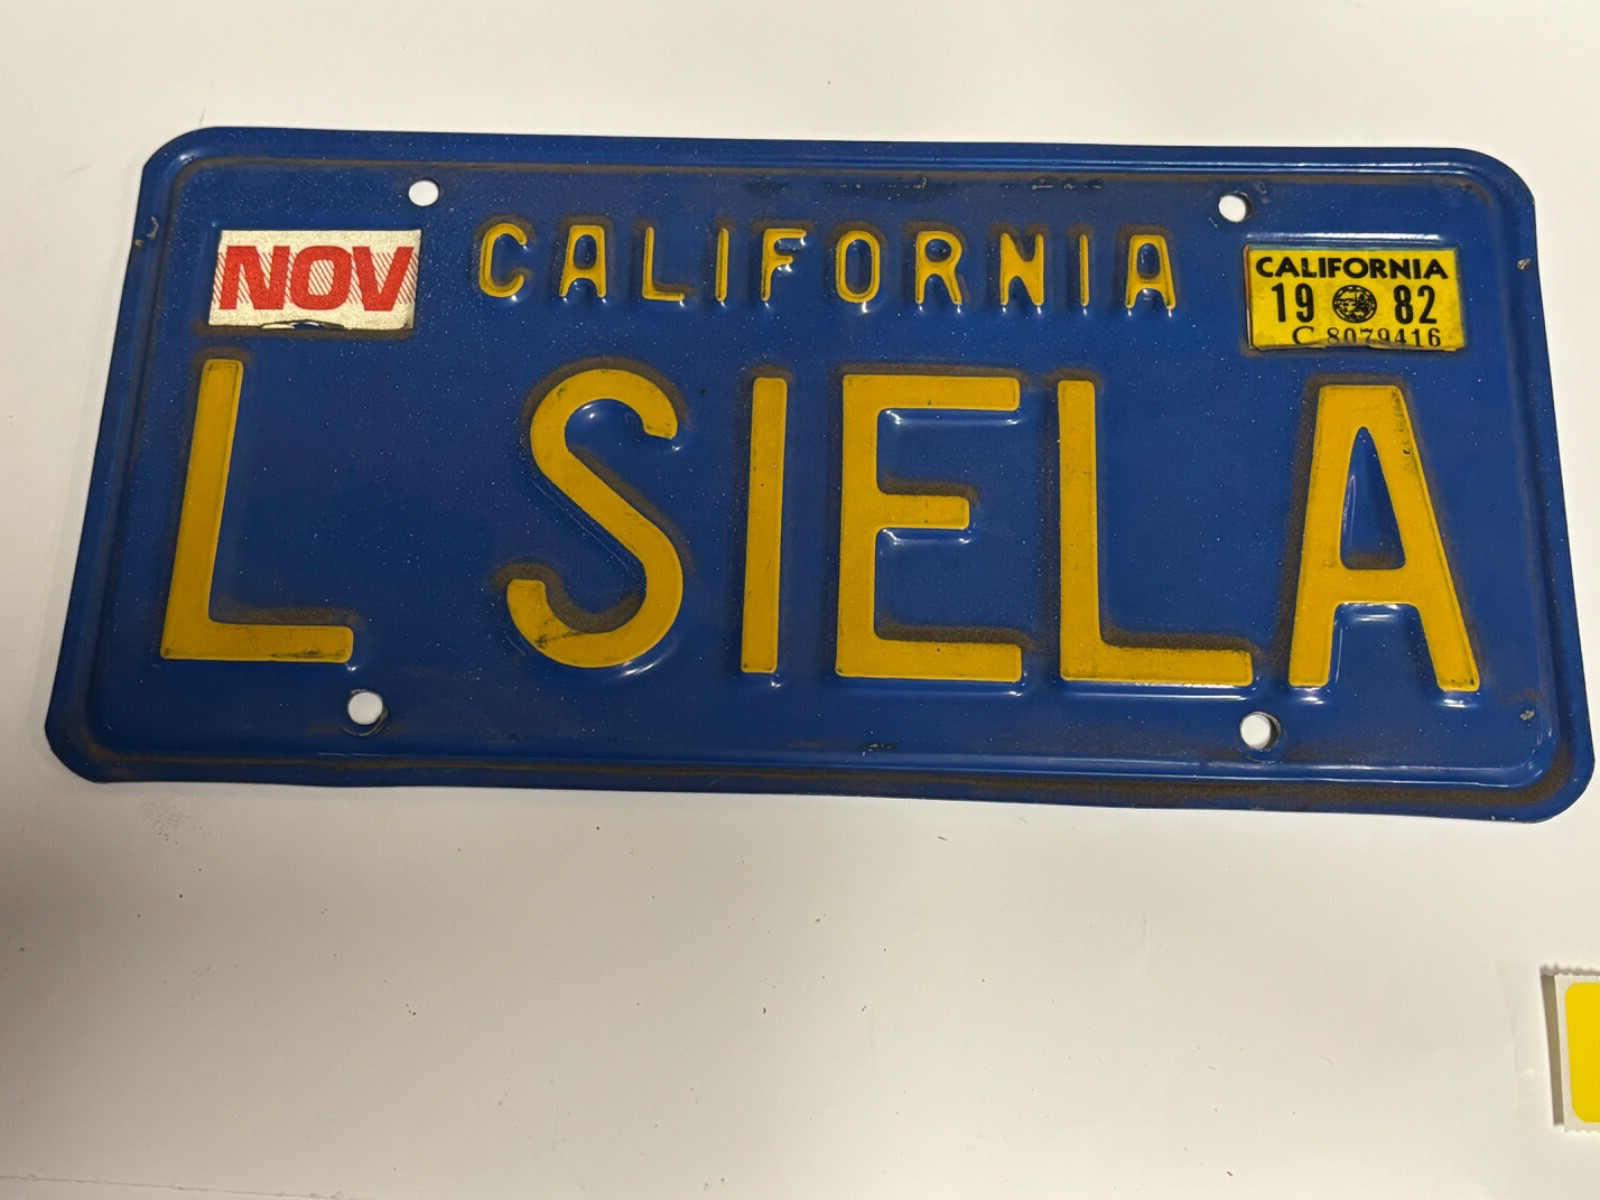 NOV
CALIFORNIA
CALIFORNIA
19 82
C 8079416
L SIELA